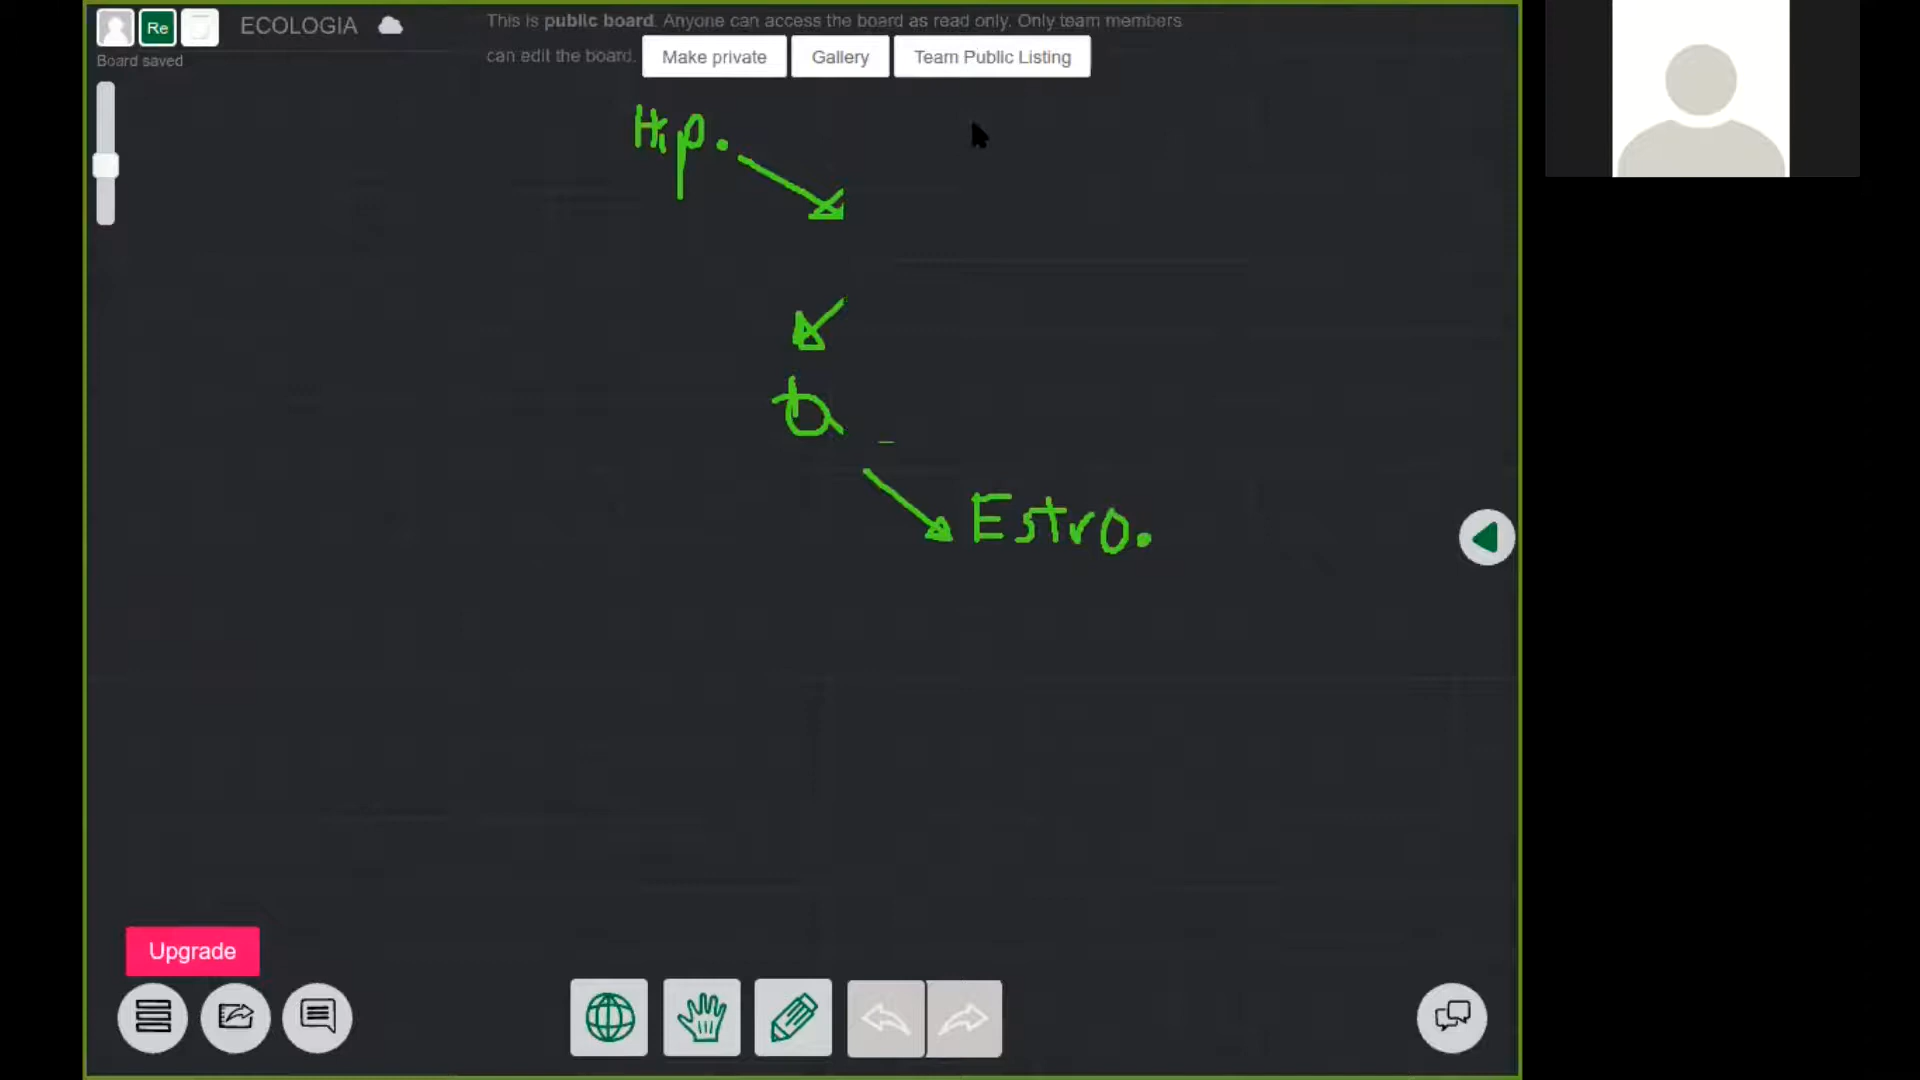 Re
ECOLOGIA
Board saved
This is public board. Anyone can access the board as read only. Only team members
can edit the board.
Make private
Gallery
Team Public Listing
Hip.
Estro.
Upgrade